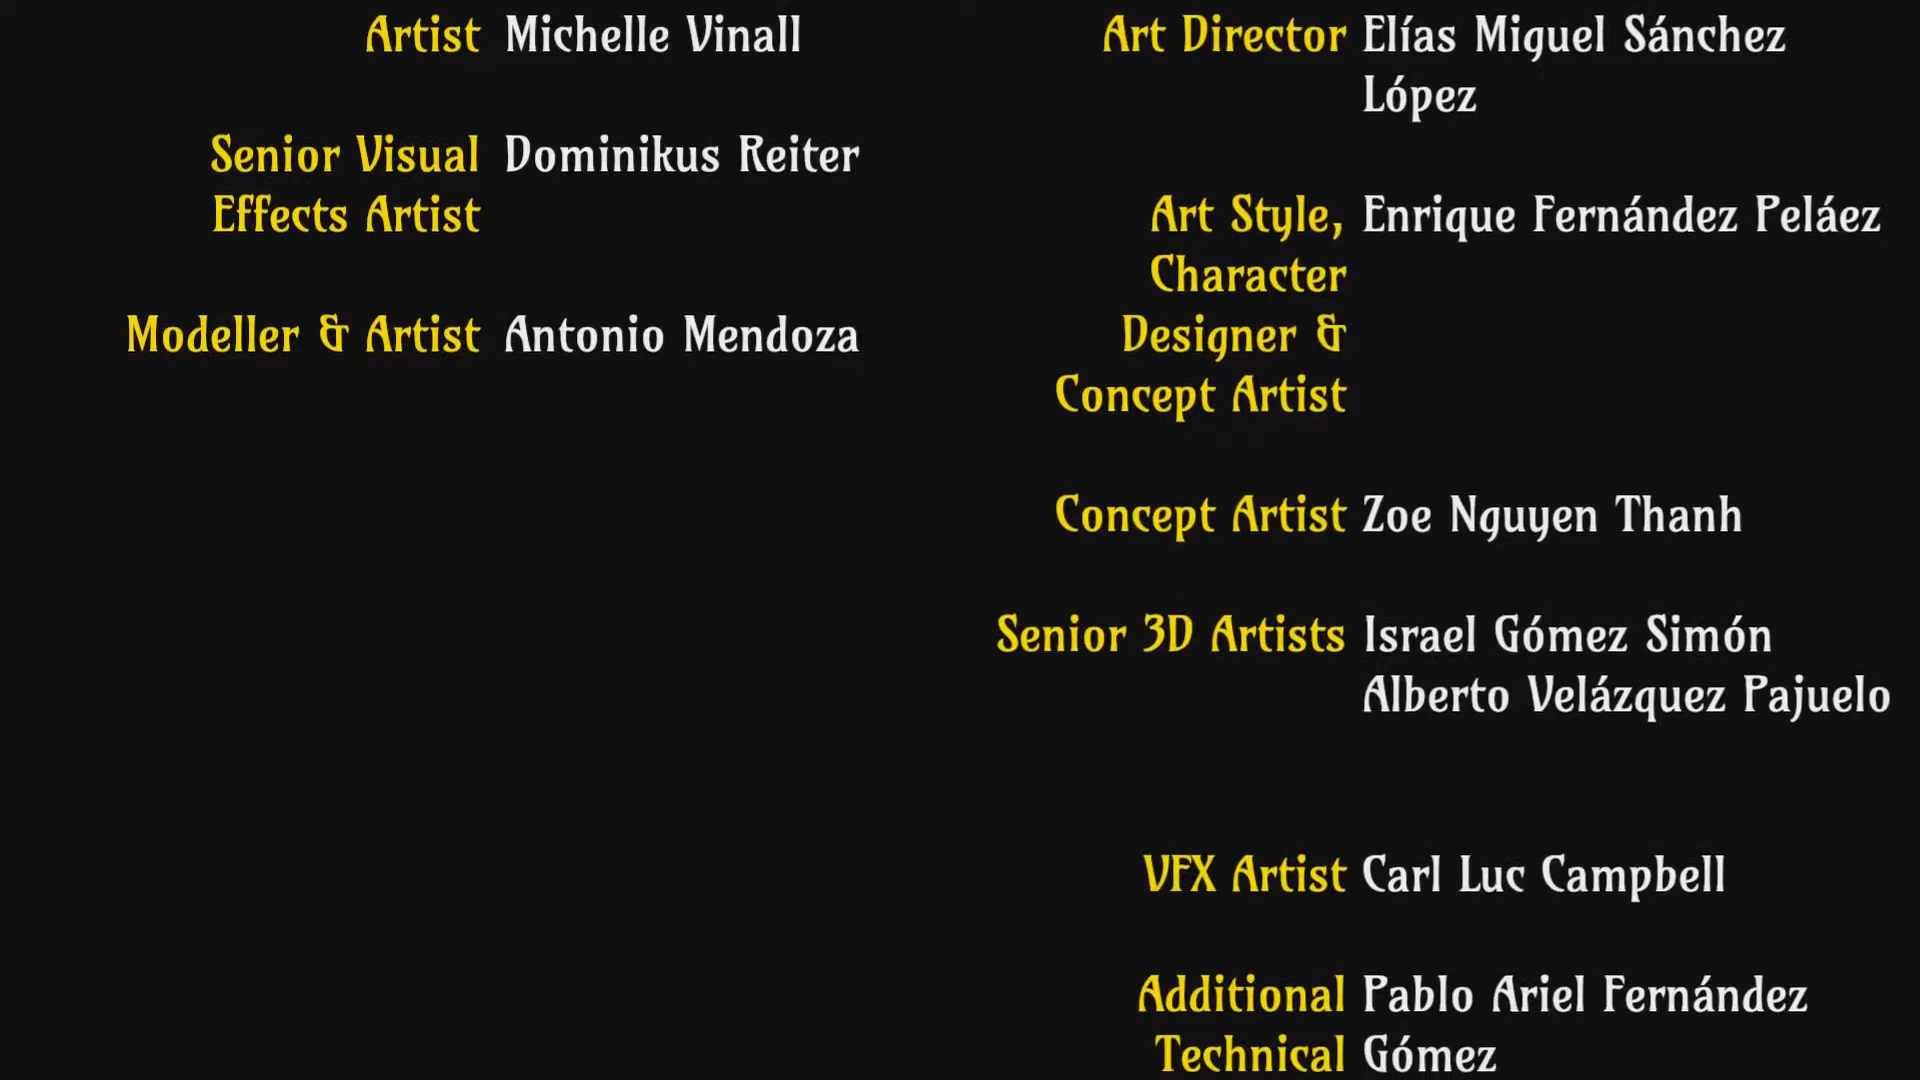 Artist Michelle Vinall
Senior Visual Dominikus Reiter
Effects Artist
Modeller & Artist Antonio Mendoza
Art Director Elías Miguel Sánchez
López
Art Style, Enrique Fernández Peláez
Character
Designer &
Concept Artist
Concept Artist Zoe Nguyen Thanh
Senior 3D Artists Israel Gómez Simón
Alberto Velázquez Pajuelo
VFX Artist Carl Luc Campbell
Additional Pablo Ariel Fernández
Technical Gómez